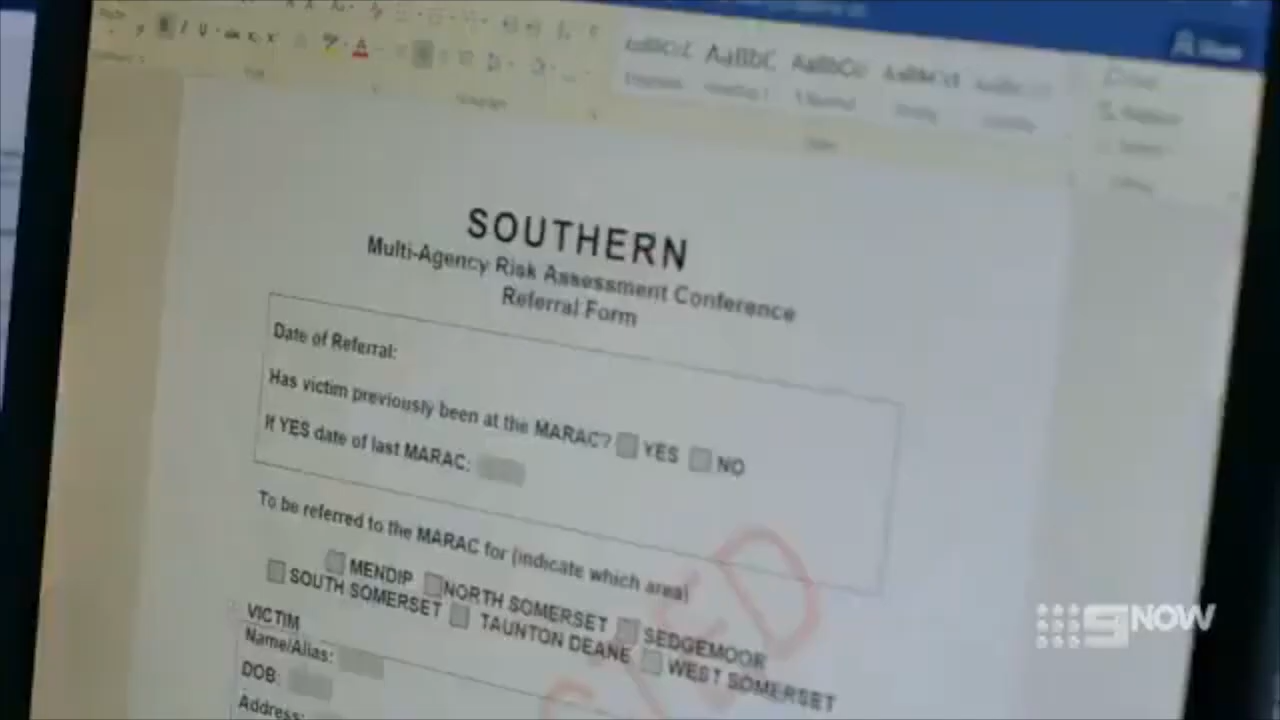 Share
SOUTHERN
Multi-Agency Risk Assessment Conference
Referral Form
Date of Referral:
Has victim previously been at the MARAC? YES NO
If YES date of last MARAC:
To be referred to the MARAC for (indicate which area)
MENDIP NORTH SOMERSET SEDGEMOOR
SOUTH SOMERSET TAUNTON DEANE WEST SOMERSET
VICTIM
Name/Alias:
DOB:
Address:
9NOW